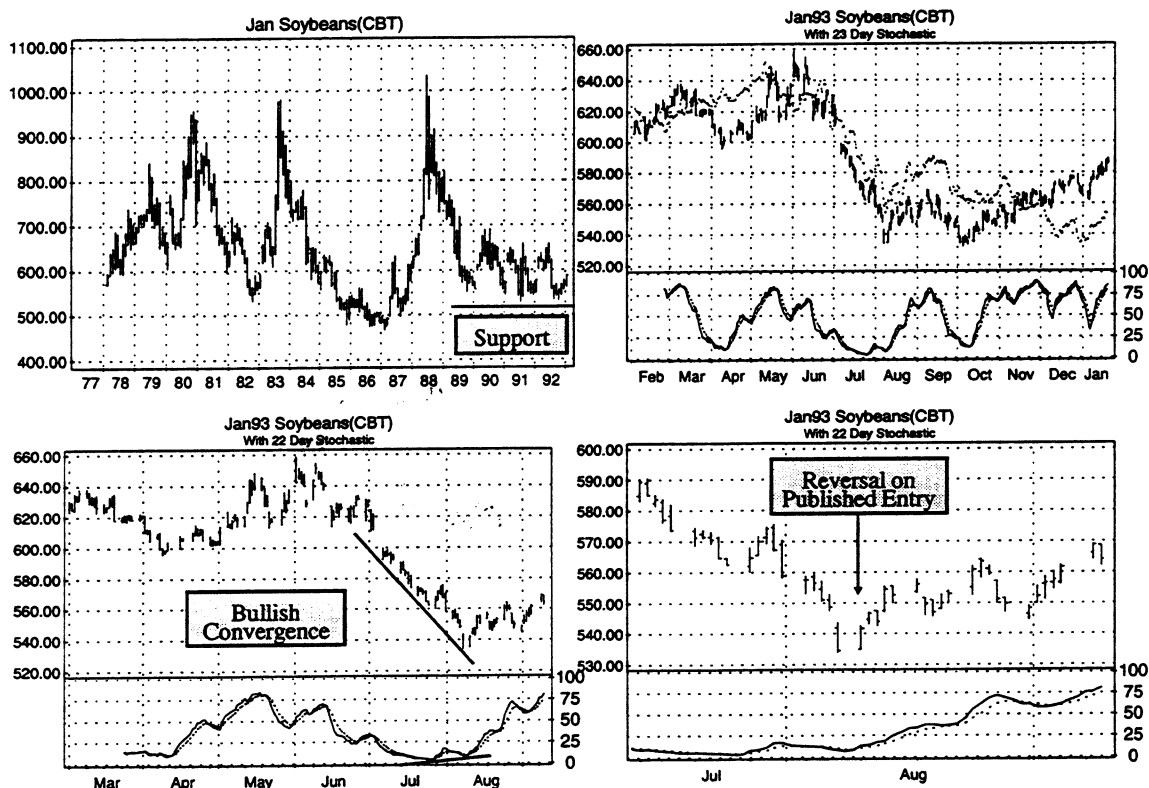 Jan Soybeans(CBT)
1100.00
1000.00
900.00
800.00
700.00
600.00
500.00
400.00
Support
77 78 79 80 81 82 83 84 85 86 87 88 89 90 91 92
Jan93 Soybeans(CBT)
With 23 Day Stochastic
660.00
640.00
620.00
600.00
580.00
560.00
540.00
520.00
100
75
50
25
0
Feb Mar Apr May Jun Jul Aug Sep Oct Nov Dec Jan
Jan93 Soybeans(CBT)
With 22 Day Stochastic
660.00
640.00
620.00
600.00
580.00
560.00
540.00
520.00
Bullish
Convergence
100
75
50
25
0
Mar Apr May Jun Jul Aug
Jan93 Soybeans(CBT)
With 22 Day Stochastic
600.00
590.00
580.00
570.00
560.00
550.00
540.00
530.00
Reversal on
Published Entry
100
75
50
25
0
Jul Aug